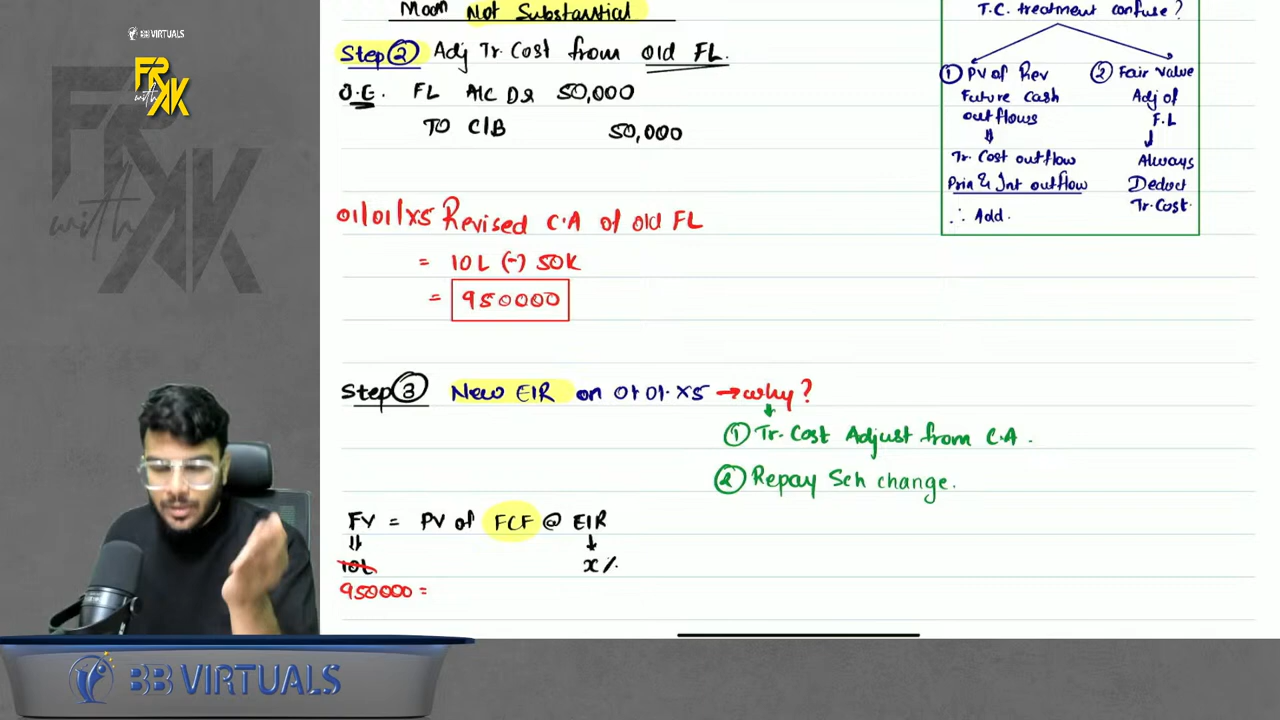 Modn Not Substantial
BB VIRTUALS
FR
with AK
Step ② Adj Tr. Cost from old FL.
J.E. FL A/C Dr 50,000
TO C/B 50,000
T.C. treatment confuse?
① PV of Rev
Future Cash
outflows
⇓
Tr. Cost outflow
Prin & Int outflow
∴ Add.
② Fair Value
Adj of
F.L
↓
Always
Deduct
Tr. Cost.
01/01/X5 Revised C.A of old FL
= 10L (-) 50K
= 950000
Step ③ New EIR on 01.01.X5 → why?
① Tr. Cost Adjust from C.A.
② Repay Sch change.
FV = PV of FCF @ EIR
10L x%
950000 =
BB VIRTUALS